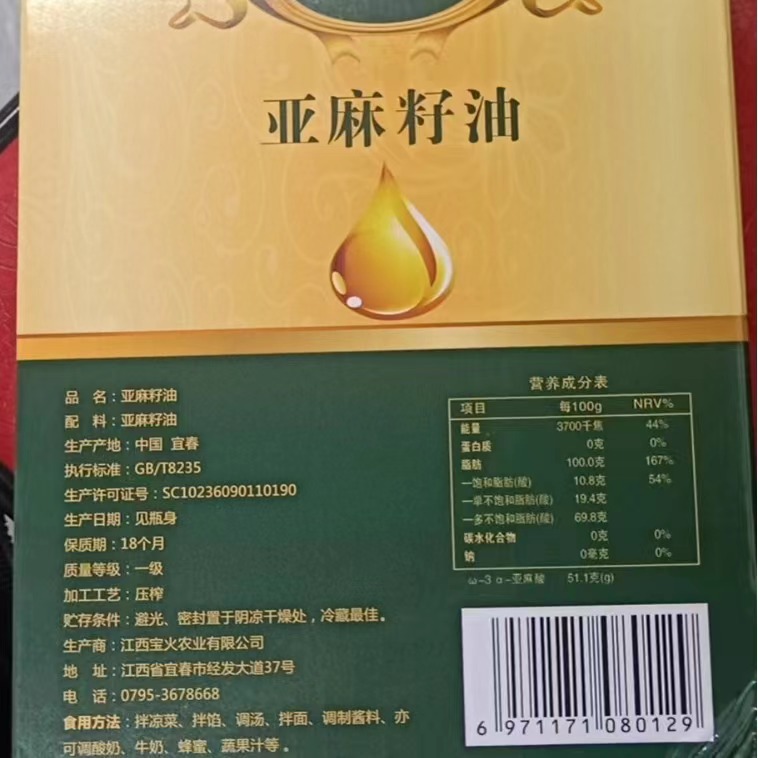 亚麻籽油
品 名：亚麻籽油
配 料：亚麻籽油
生产产地：中国 宜春
执行标准：GB/T8235
生产许可证号：SC10236090110190
生产日期：见瓶身
保质期：18个月
质量等级：一级
加工工艺：压榨
贮存条件：避光、密封置于阴凉干燥处，冷藏最佳。
生产商：江西宝火农业有限公司
地 址：江西省宜春市经发大道37号
电 话：0795-3678668
食用方法：拌凉菜、拌馅、调汤、拌面、调制酱料、亦
可调酸奶、牛奶、蜂蜜、蔬果汁等。
营养成分表
项目 每100g NRV%
能量 3700千焦 44%
蛋白质 0克 0%
脂肪 100.0克 167%
—饱和脂肪(酸) 10.8克 54%
—单不饱和脂肪(酸) 19.4克
—多不饱和脂肪(酸) 69.8克
碳水化合物 0克 0%
钠 0毫克 0%
ω-3 α-亚麻酸 51.1克(g)
6 971171 080129